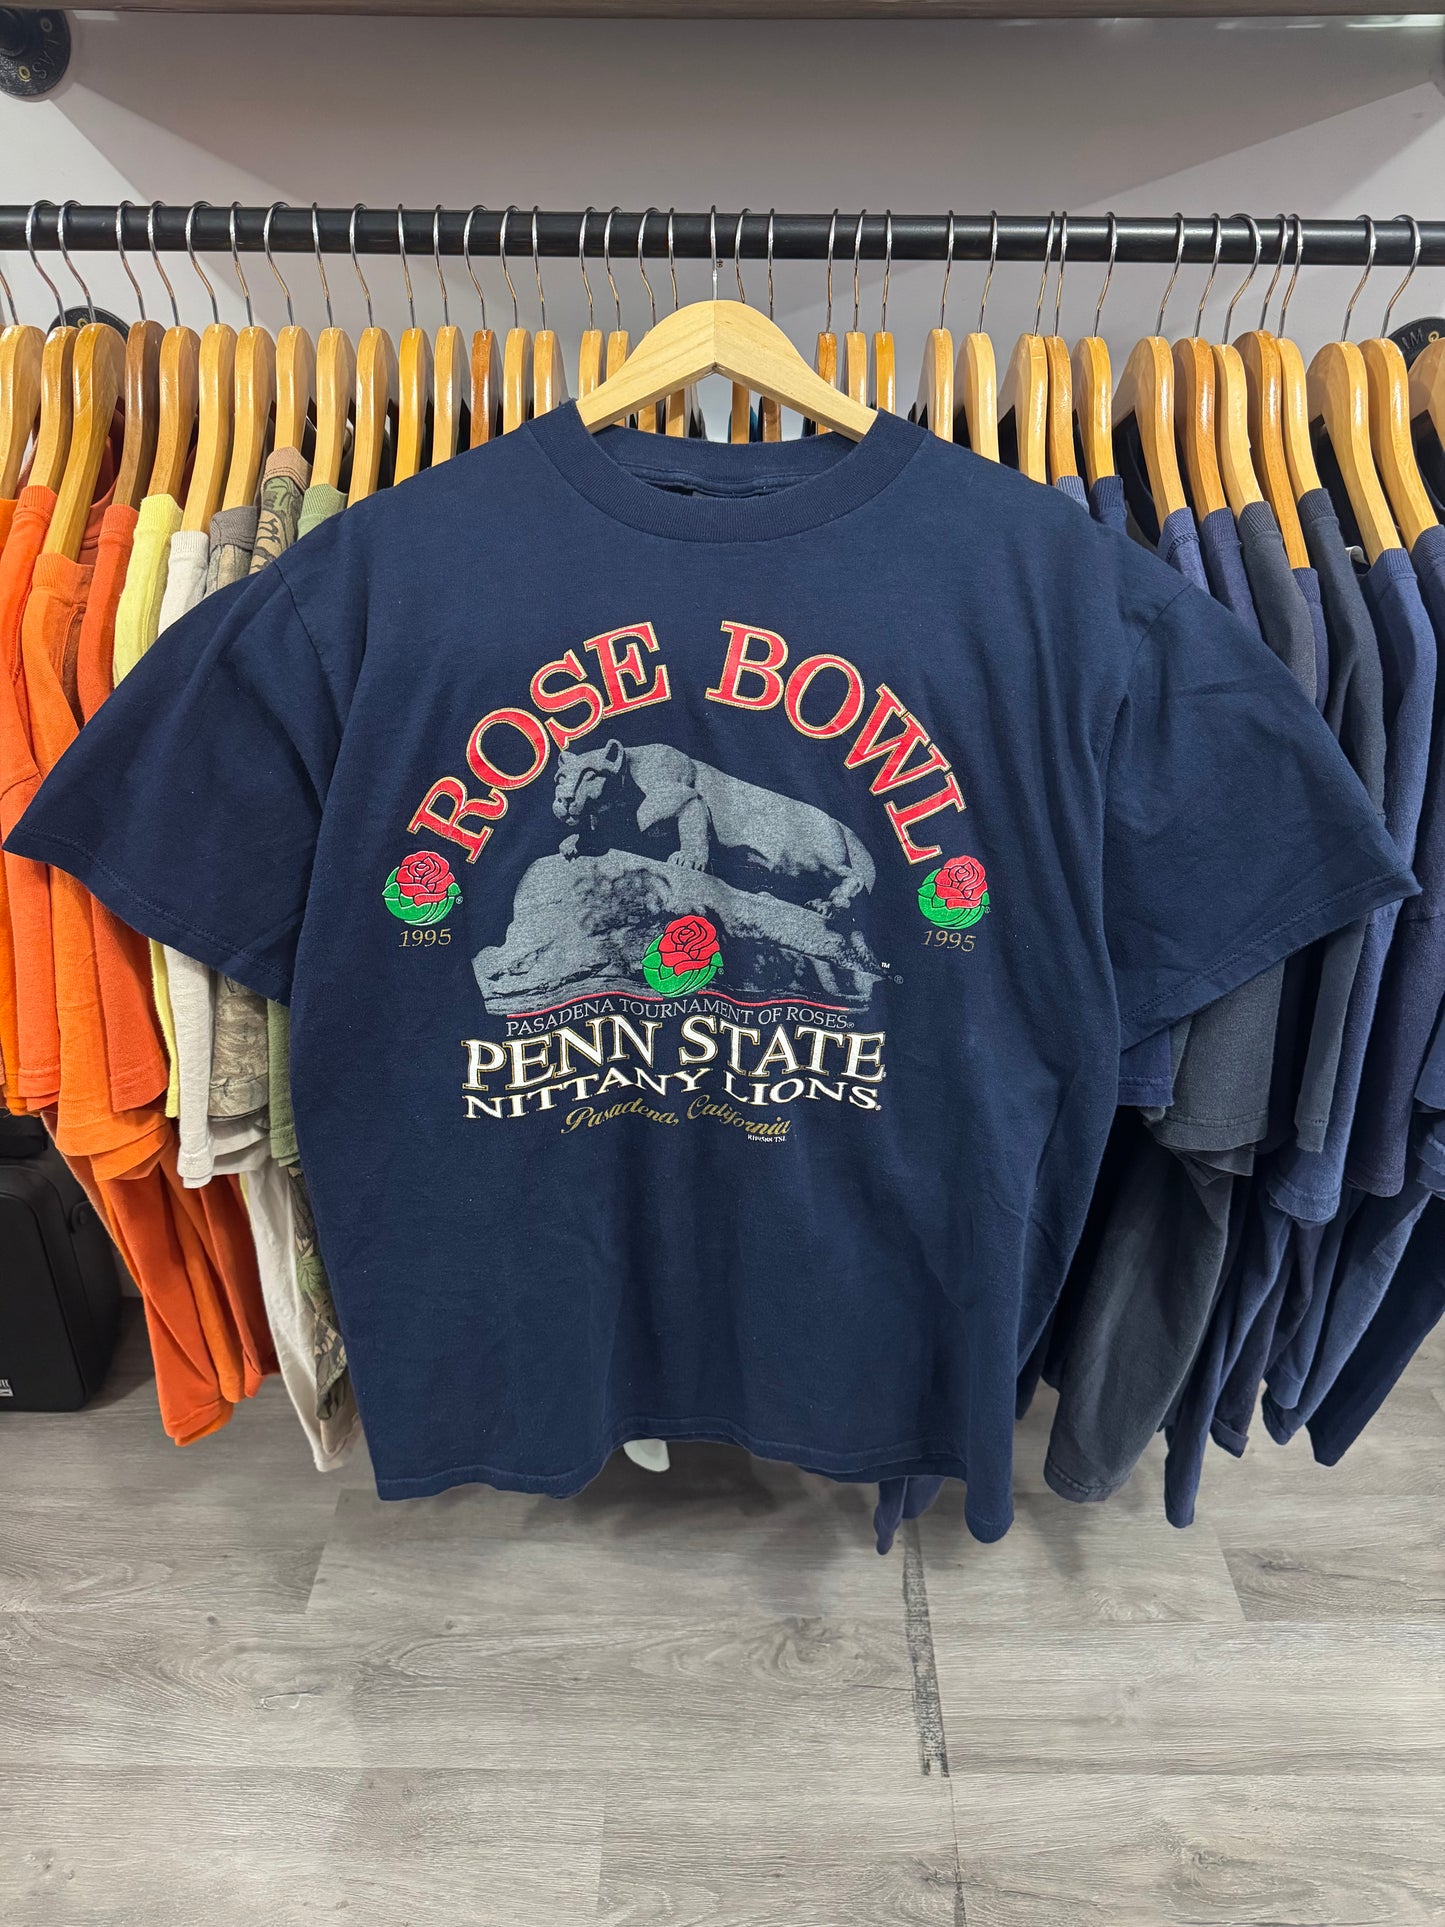 ROSE BOWL
1995
1995
PASADENA TOURNAMENT OF ROSES®
PENN STATE
NITTANY LIONS®
Pasadena, California